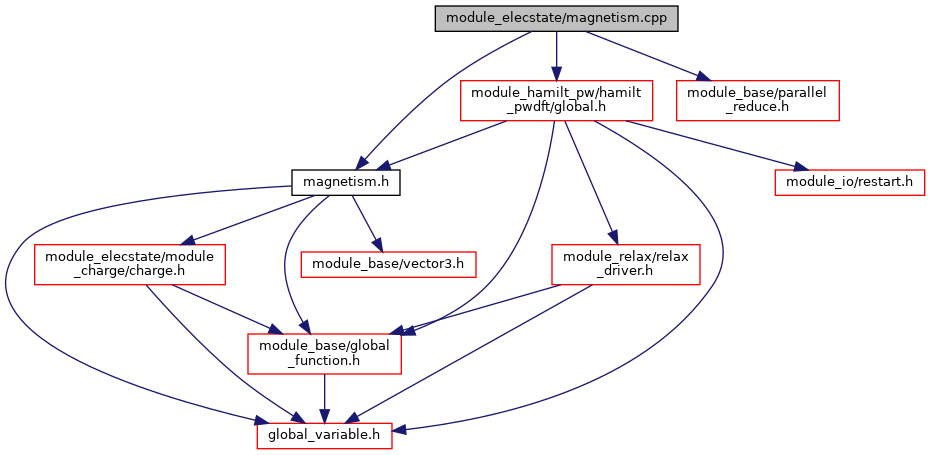 module_elecstate/magnetism.cpp
module_hamilt_pw/hamilt
_pwdft/global.h
module_base/parallel
_reduce.h
magnetism.h
module_io/restart.h
module_elecstate/module
_charge/charge.h
module_base/vector3.h
module_relax/relax
_driver.h
module_base/global
_function.h
global_variable.h